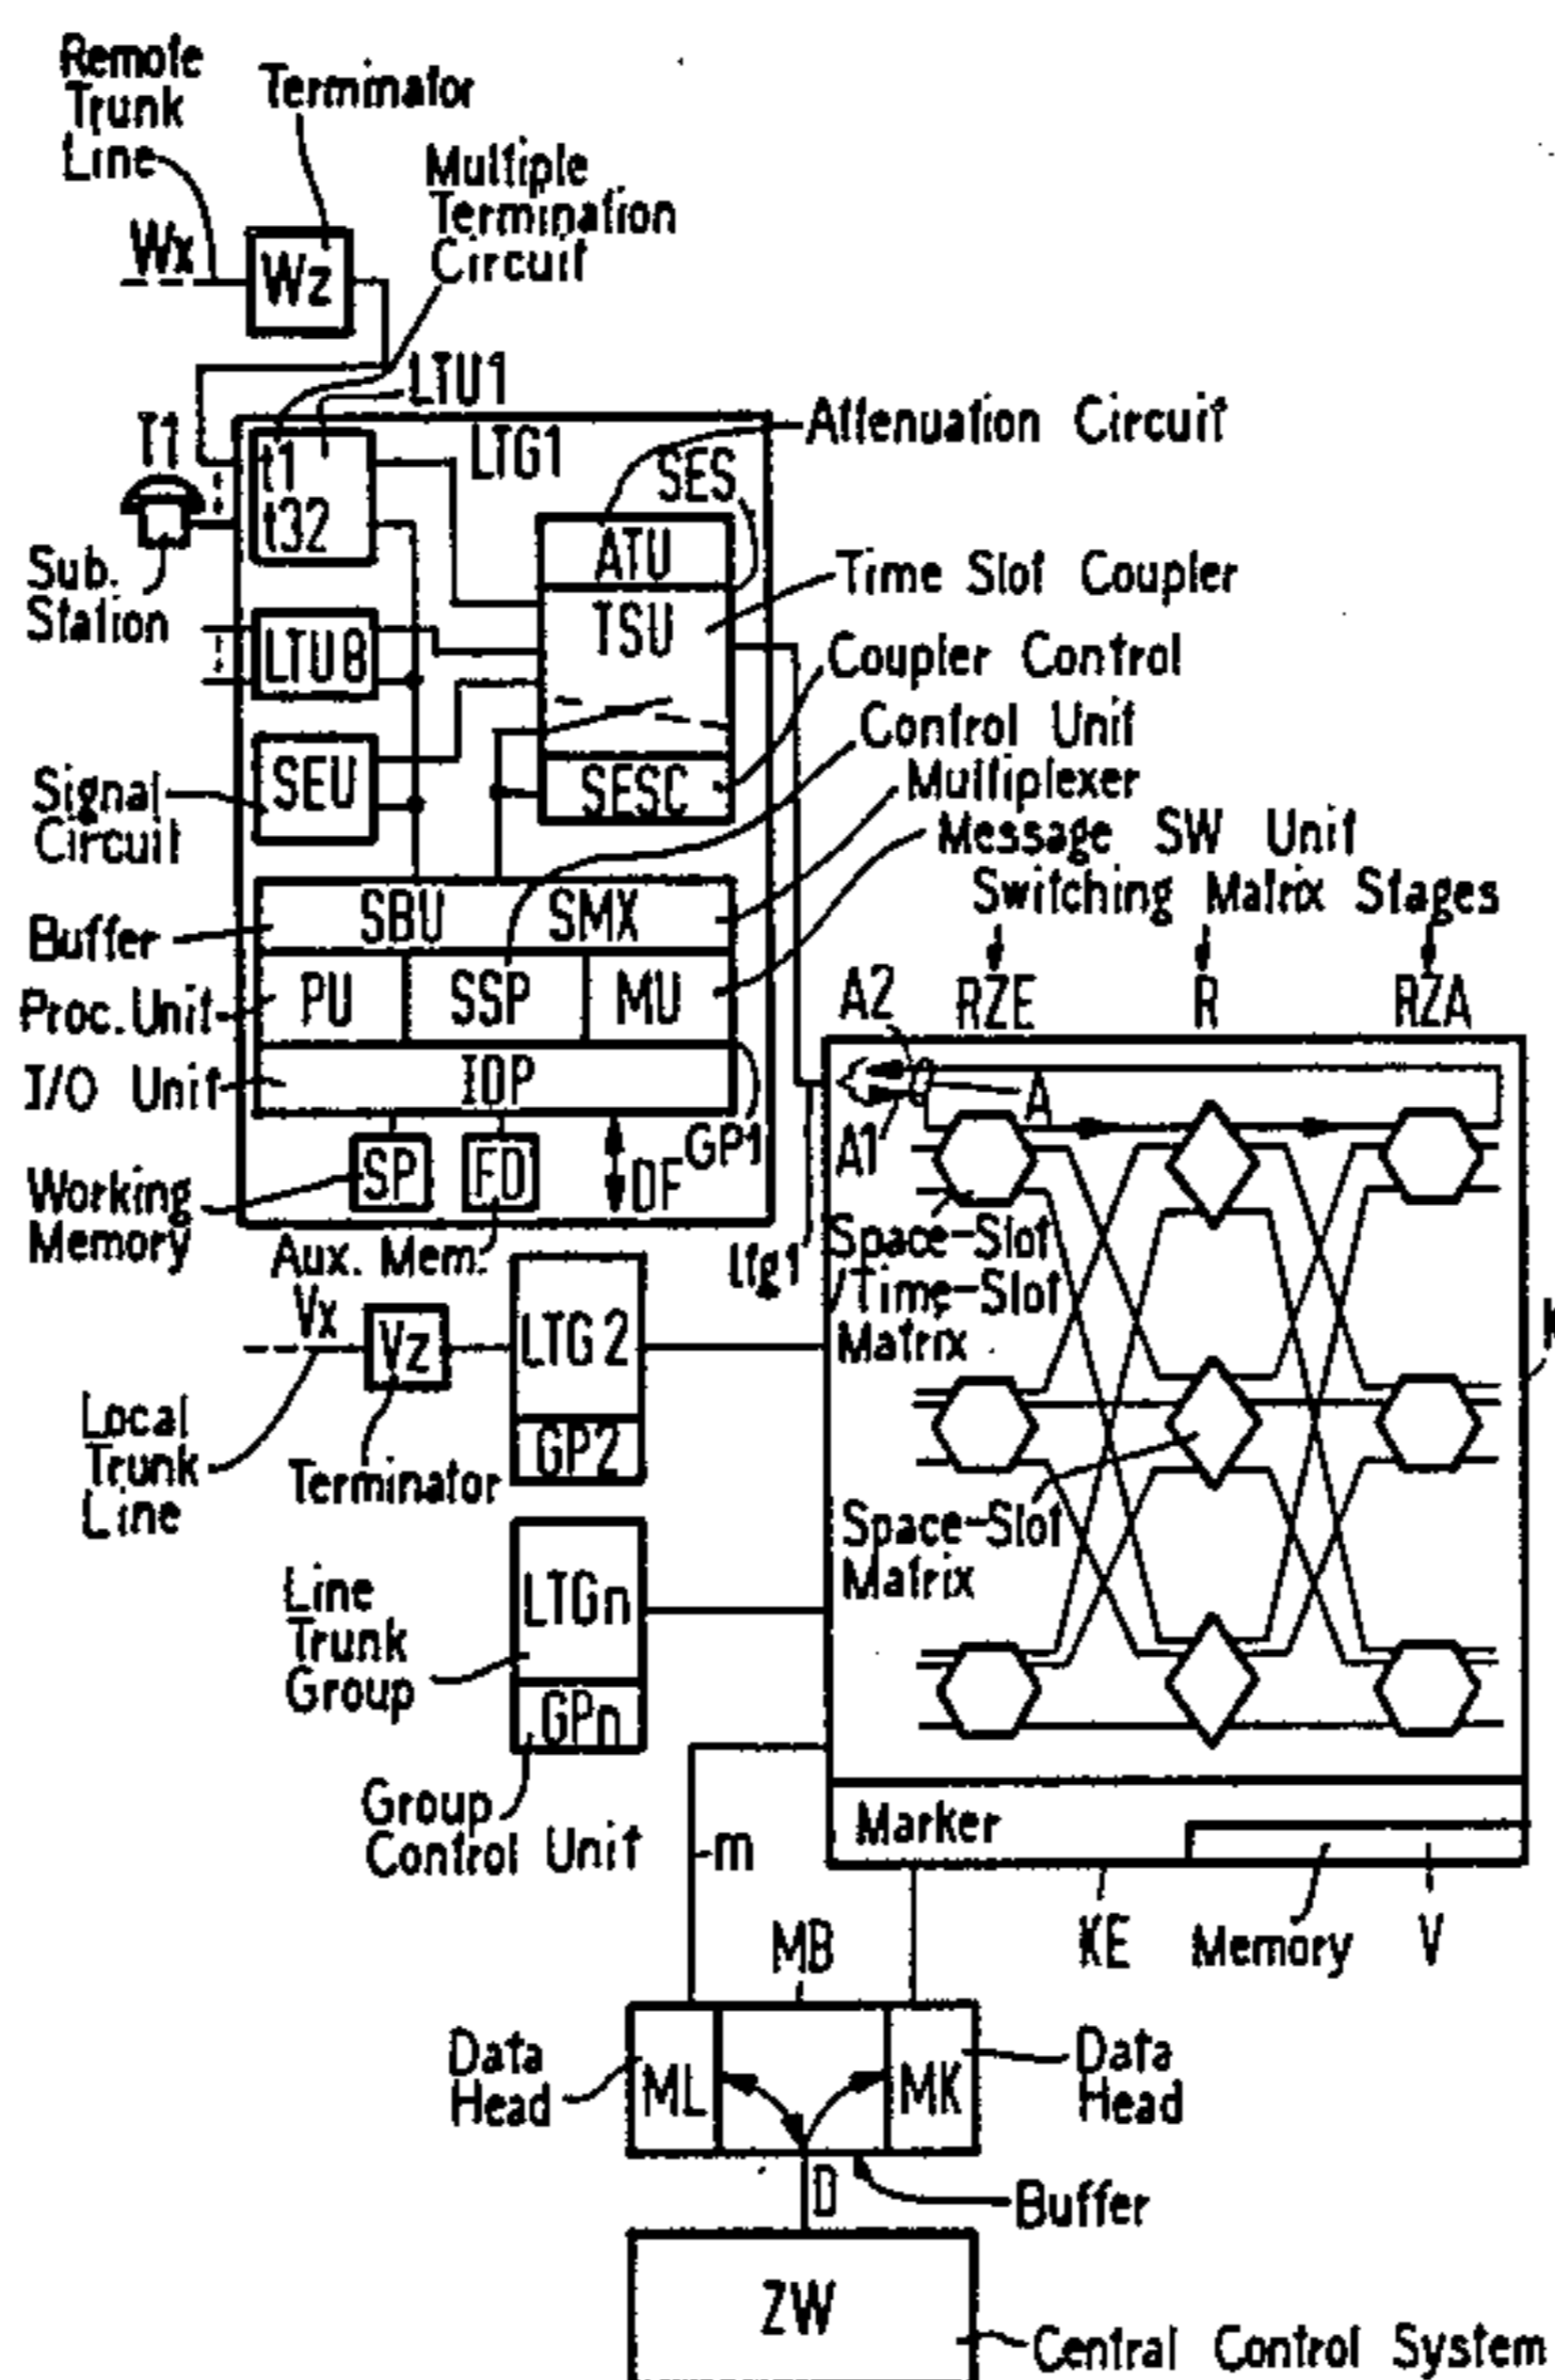 Remote
Trunk
Line
Terminator
Multiple
Termination
Circuit
Wx
Wz
LTU1
T1
t1
t32
LTG1
Attenuation Circuit
SES
ATU
Sub.
Station
Time Slot Coupler
TSU
LTU8
Coupler Control
Control Unit
Signal
Circuit
SEU
SESC
Multiplexer
Message SW Unit
Switching Matrix Stages
Buffer
SBU
SMX
Proc. Unit
PU
SSP
MU
A2
RZE
R
RZA
I/O Unit
IOP
A
A1
GP1
SP
FD
DF
Working
Memory
Aux. Mem.
ltg1
Space-Slot
/Time-Slot
Matrix
Vx
Vz
LTG2
GP2
Local
Trunk
Line
Terminator
Space-Slot
Matrix
Line
Trunk
Group
LTGn
GPn
Group
Control Unit
m
Marker
KE
Memory
V
MB
Data
Head
ML
MK
Data
Head
D
Buffer
ZW
Central Control System